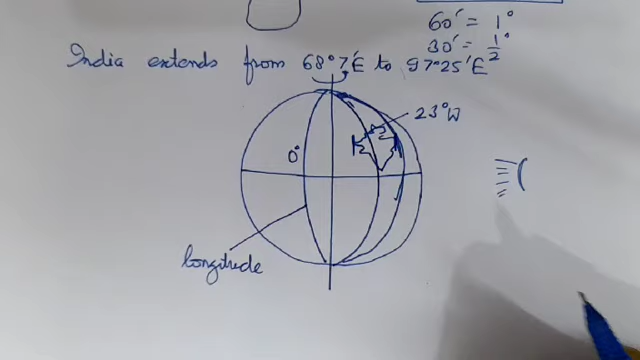 60' = 1°
30' = 1/2°
India extends from 68°7'E to 97°25'E
23°W
0°
longitude